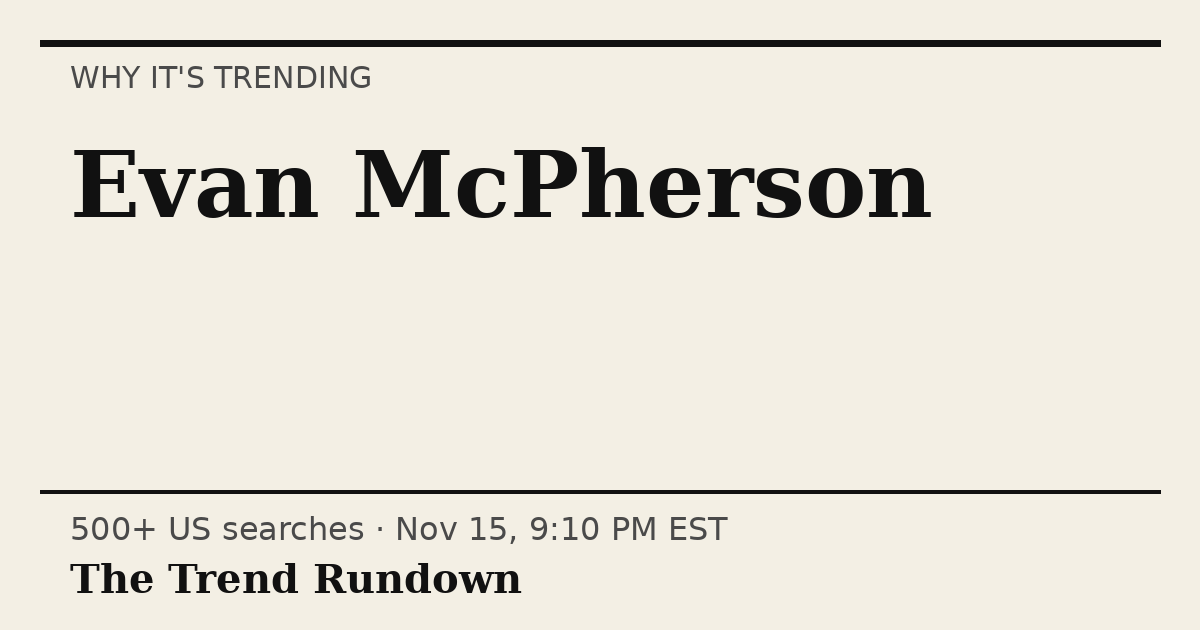 WHY IT'S TRENDING
Evan McPherson
500+ US searches · Nov 15, 9:10 PM EST
The Trend Rundown